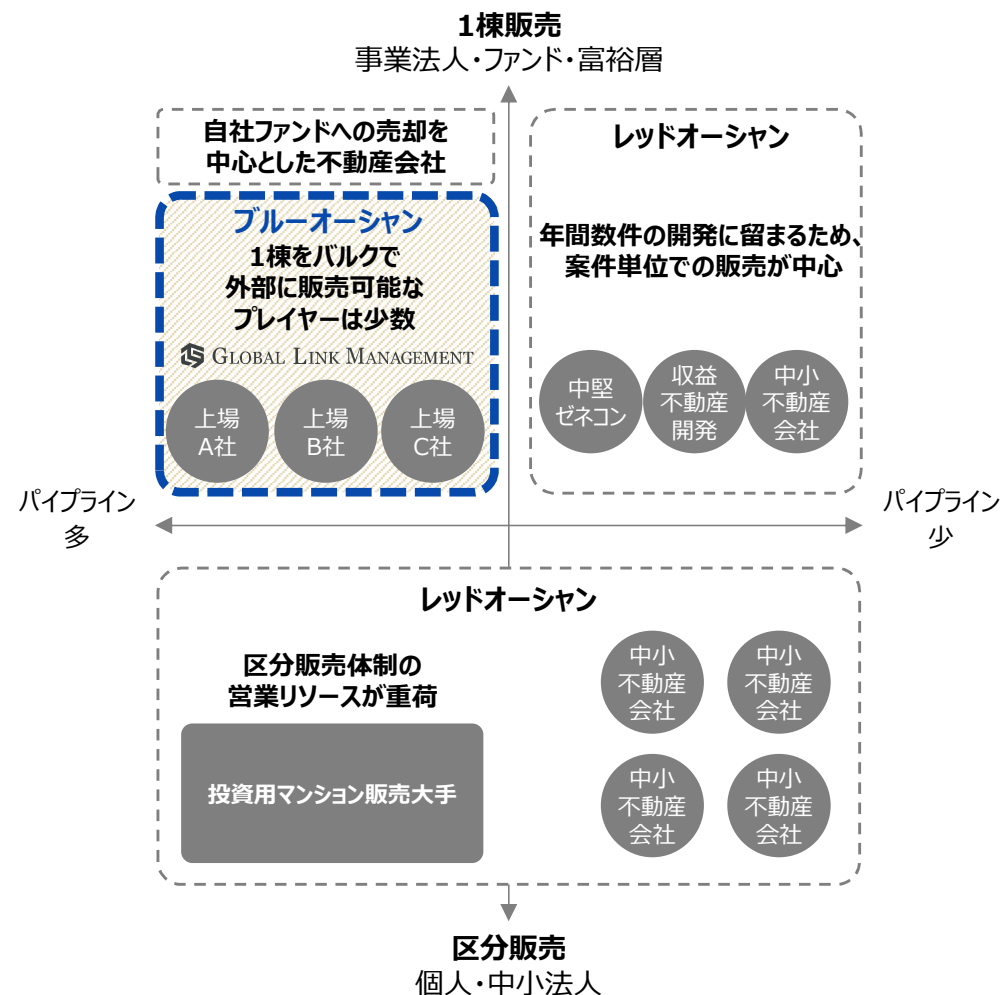 1棟販売
事業法人・ファンド・富裕層
自社ファンドへの売却を
中心とした不動産会社
ブルーオーシャン
1棟をバルクで
外部に販売可能な
プレイヤーは少数
GLOBAL LINK MANAGEMENT
上場
A社
上場
B社
上場
C社
レッドオーシャン
年間数件の開発に留まるため、
案件単位での販売が中心
中堅
ゼネコン
収益
不動産
開発
中小
不動産
会社
パイプライン
多
パイプライン
少
レッドオーシャン
区分販売体制の
営業リソースが重荷
投資用マンション販売大手
中小
不動産
会社
中小
不動産
会社
中小
不動産
会社
中小
不動産
会社
区分販売
個人・中小法人